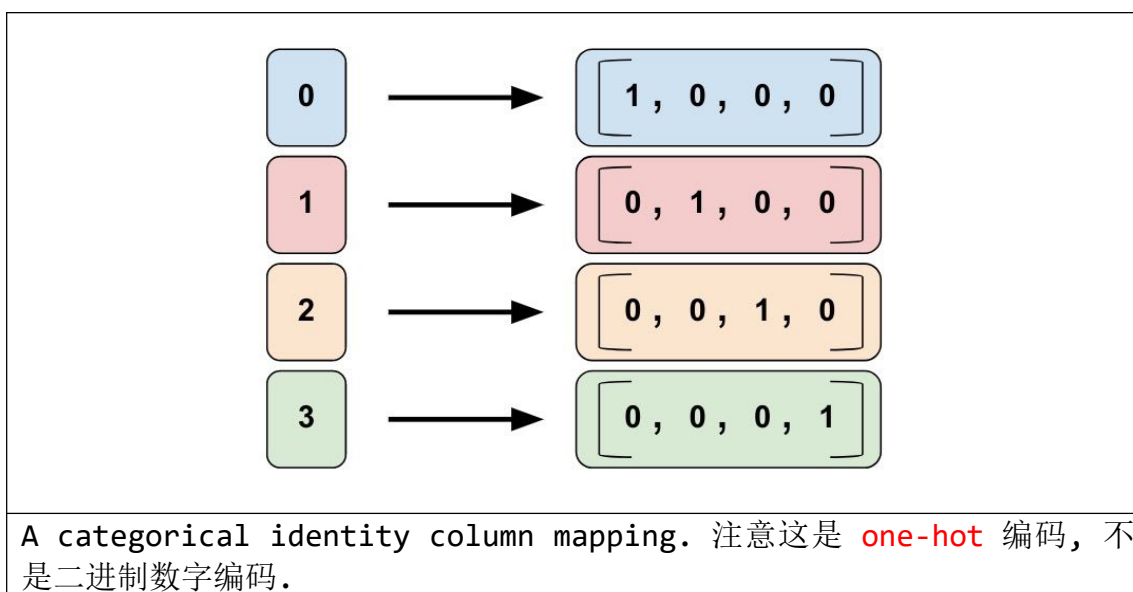 0 [1, 0, 0, 0]
1 [0, 1, 0, 0]
2 [0, 0, 1, 0]
3 [0, 0, 0, 1]
A categorical identity column mapping. 注意这是 one-hot 编码, 不
是二进制数字编码.